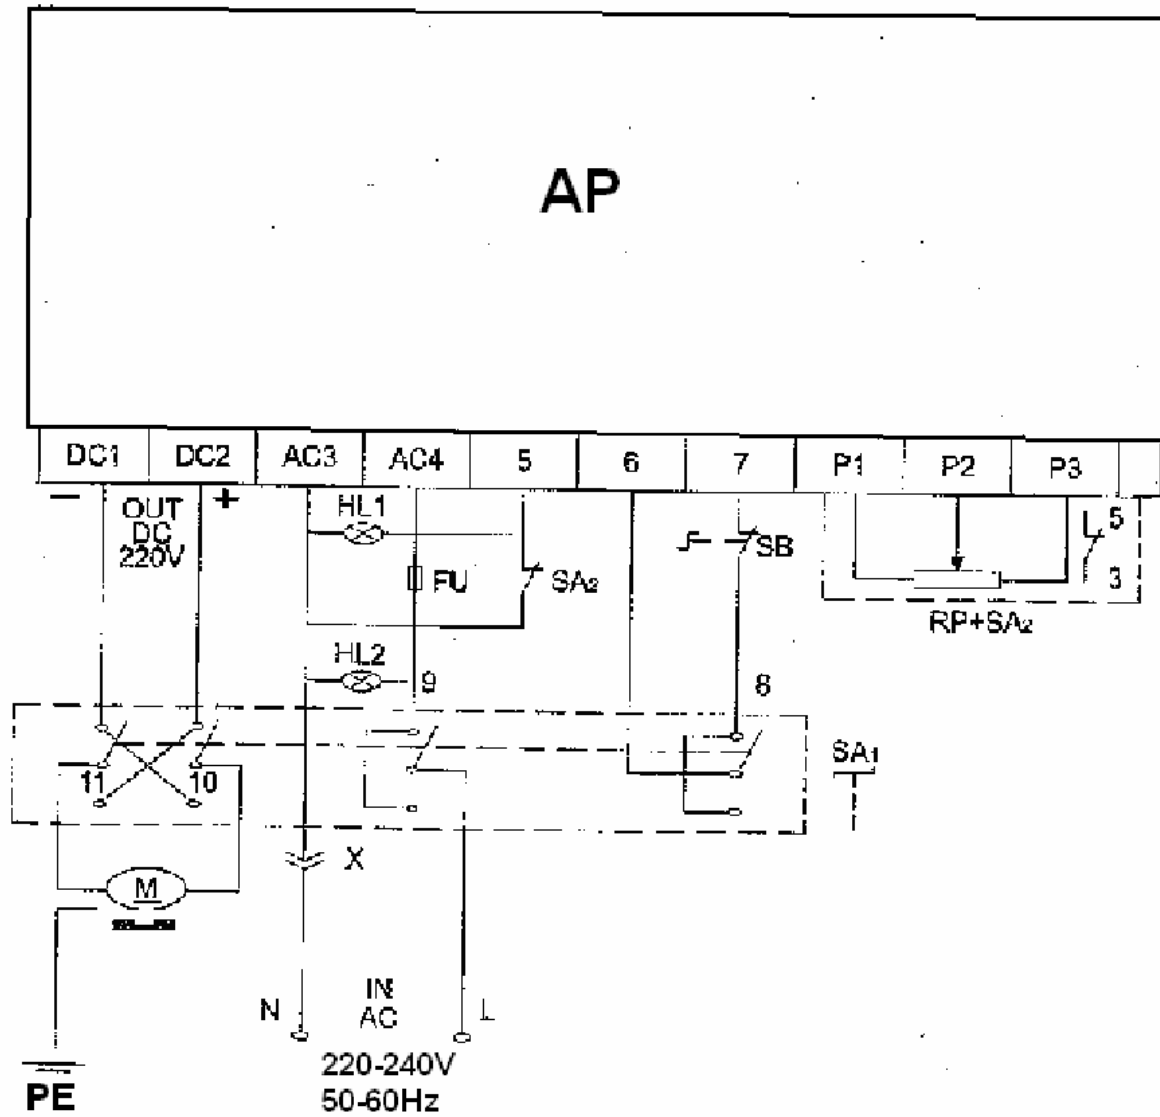 AP
DC1 DC2 AC3 AC4 5 6 7 P1 P2 P3
− OUT DC 220V +
HL1
FU
SA2
SB
5
3
RP+SA2
HL2
9
8
11
10
SA1
X
M
N
IN
AC
L
220-240V
50-60Hz
PE